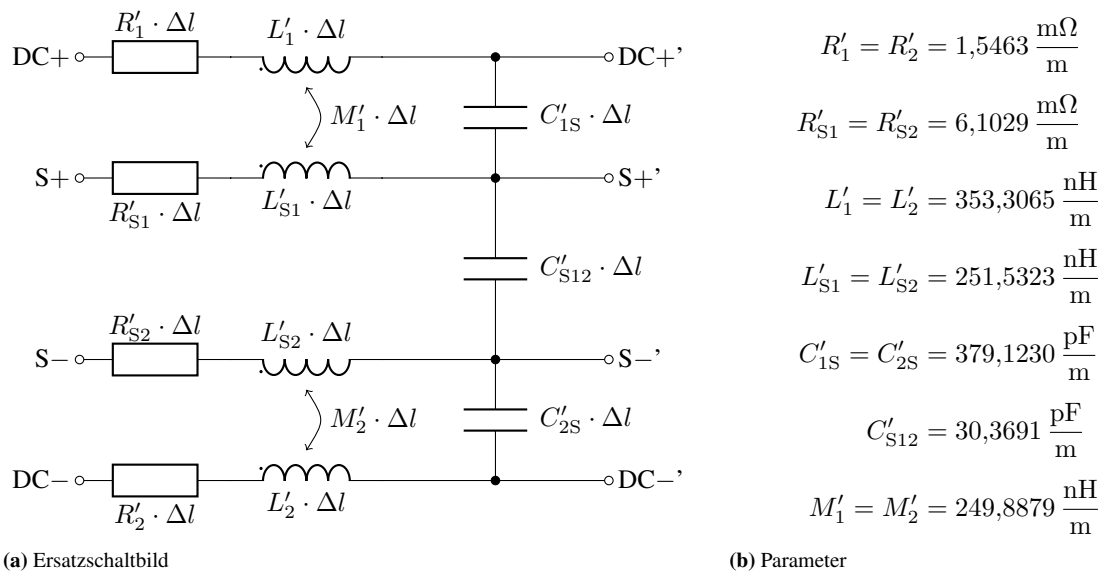 R′₁ · Δl
L′₁ · Δl
DC+
DC+’
M′₁ · Δl
C′₁S · Δl
S+
S+’
R′S1 · Δl
L′S1 · Δl
C′S12 · Δl
R′S2 · Δl
L′S2 · Δl
S−
S−’
M′₂ · Δl
C′₂S · Δl
DC−
DC−’
R′₂ · Δl
L′₂ · Δl
(a) Ersatzschaltbild
R′₁ = R′₂ = 1,5463 mΩ/m
R′S1 = R′S2 = 6,1029 mΩ/m
L′₁ = L′₂ = 353,3065 nH/m
L′S1 = L′S2 = 251,5323 nH/m
C′₁S = C′₂S = 379,1230 pF/m
C′S12 = 30,3691 pF/m
M′₁ = M′₂ = 249,8879 nH/m
(b) Parameter